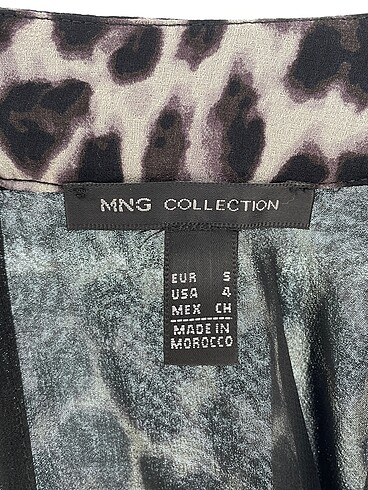 MNG COLLECTION
EUR S
USA 4
MEX CH
MADE IN
MOROCCO